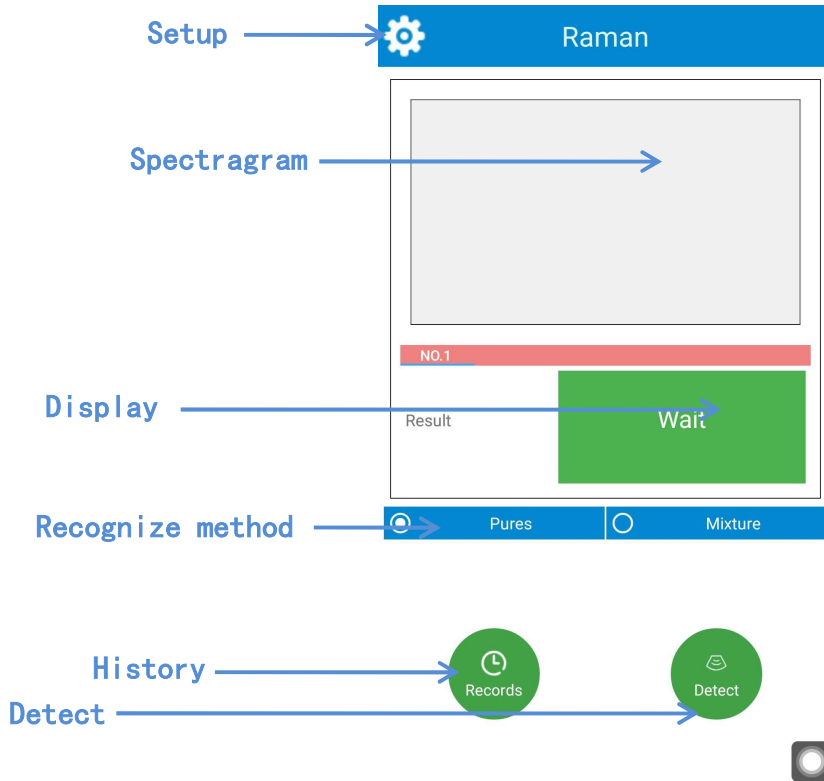 Setup
Raman
Spectragram
NO.1
Display
Result
Wait
Recognize method
Pures
Mixture
History
Records
Detect
Detect